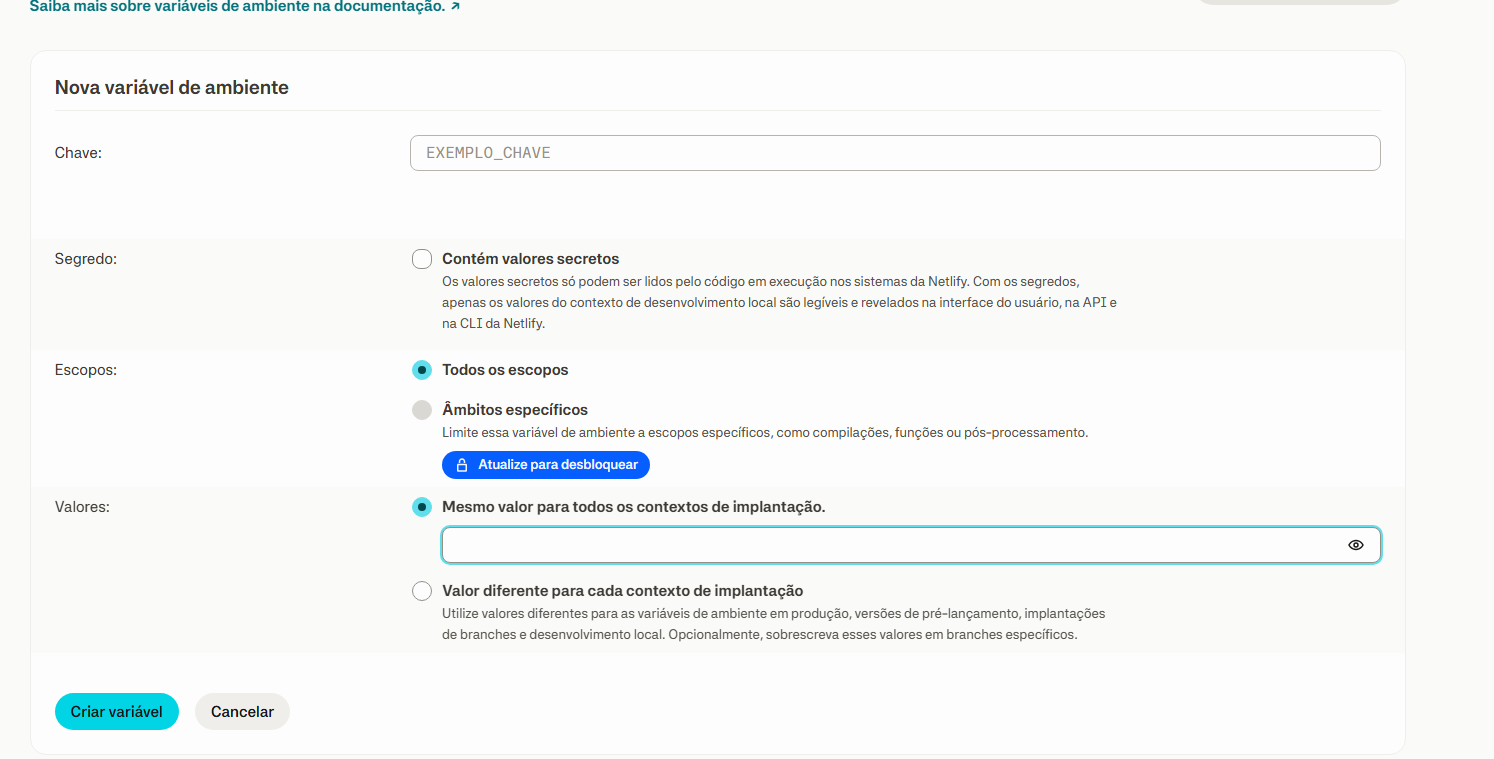 Saiba mais sobre variáveis de ambiente na documentação. ↗
Nova variável de ambiente
Chave:
EXEMPLO_CHAVE
Segredo:
Contém valores secretos
Os valores secretos só podem ser lidos pelo código em execução nos sistemas da Netlify. Com os segredos,
apenas os valores do contexto de desenvolvimento local são legíveis e revelados na interface do usuário, na API e
na CLI da Netlify.
Escopos:
Todos os escopos
Âmbitos específicos
Limite essa variável de ambiente a escopos específicos, como compilações, funções ou pós-processamento.
Atualize para desbloquear
Valores:
Mesmo valor para todos os contextos de implantação.
Valor diferente para cada contexto de implantação
Utilize valores diferentes para as variáveis de ambiente em produção, versões de pré-lançamento, implantações
de branches e desenvolvimento local. Opcionalmente, sobrescreva esses valores em branches específicos.
Criar variável
Cancelar